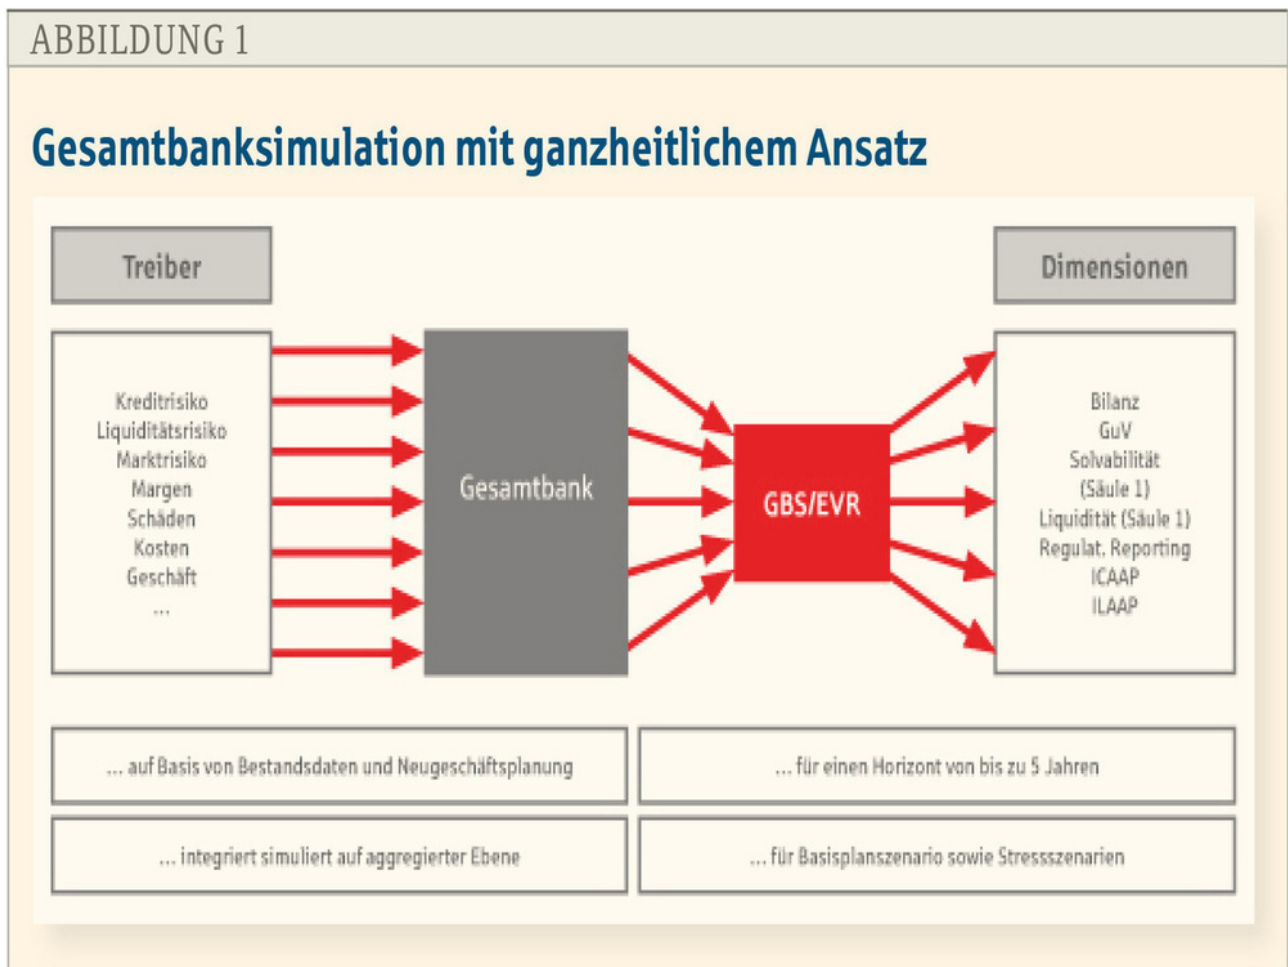 ABBILDUNG 1
Gesamtbanksimulation mit ganzheitlichem Ansatz
Treiber
Dimensionen
Kreditrisiko
Liquiditätsrisiko
Marktrisiko
Margen
Schäden
Kosten
Geschäft
...
Gesamtbank
GBS/EVR
Bilanz
GuV
Solvabilität
(Säule 1)
Liquidität (Säule 1)
Regulat. Reporting
ICAAP
ILAAP
... auf Basis von Bestandsdaten und Neugeschäftsplanung
... für einen Horizont von bis zu 5 Jahren
... integriert simuliert auf aggregierter Ebene
... für Basisplanszenario sowie Stressszenarien